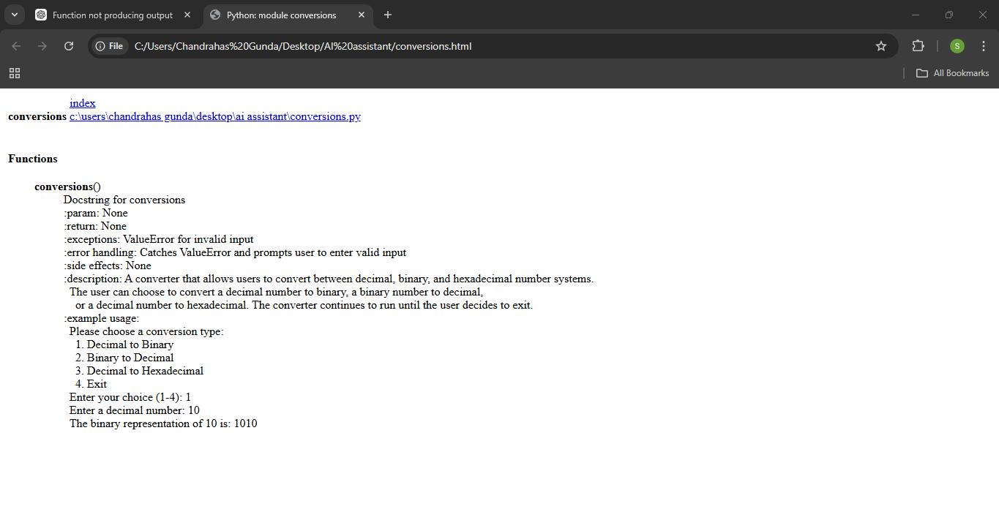 Function not producing output
Python: module conversions
File
C:/Users/Chandrahas%20Gunda/Desktop/AI%20assistant/conversions.html
S
All Bookmarks
index
conversions c:\users\chandrahas gunda\desktop\ai assistant\conversions.py
Functions
conversions()
Docstring for conversions
:param: None
:return: None
:exceptions: ValueError for invalid input
:error handling: Catches ValueError and prompts user to enter valid input
:side effects: None
:description: A converter that allows users to convert between decimal, binary, and hexadecimal number systems.
The user can choose to convert a decimal number to binary, a binary number to decimal,
or a decimal number to hexadecimal. The converter continues to run until the user decides to exit.
:example usage:
Please choose a conversion type:
1. Decimal to Binary
2. Binary to Decimal
3. Decimal to Hexadecimal
4. Exit
Enter your choice (1-4): 1
Enter a decimal number: 10
The binary representation of 10 is: 1010